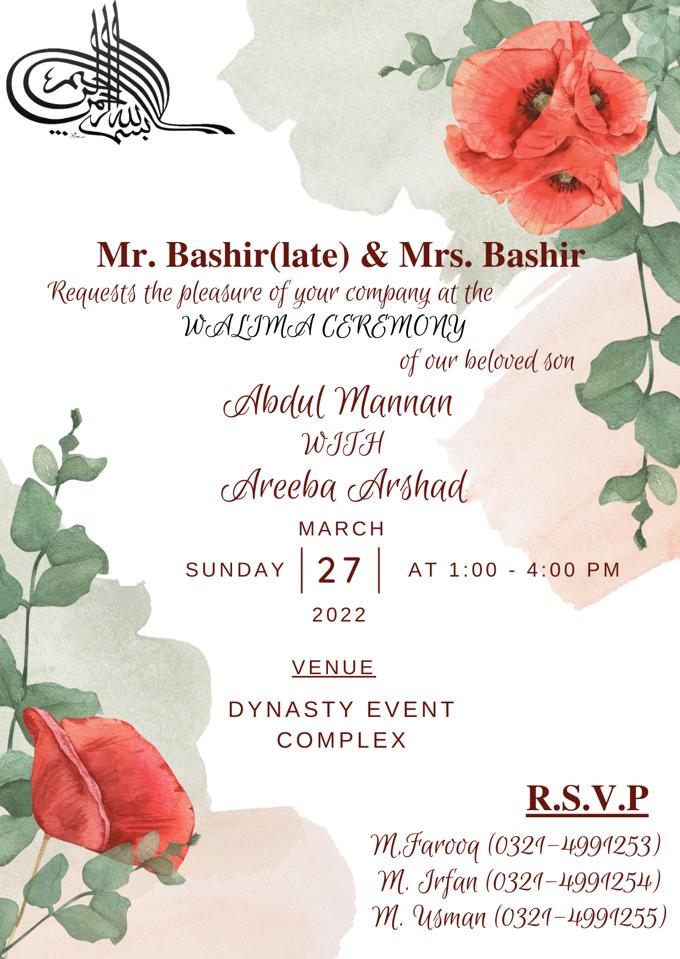 بسم الله الرحمن الرحيم
Mr. Bashir(late) & Mrs. Bashir
Requests the pleasure of your company at the
WALIMA CEREMONY
of our beloved son
Abdul Mannan
WITH
Areeba Arshad
MARCH
SUNDAY 27 AT 1:00 - 4:00 PM
2022
VENUE
DYNASTY EVENT
COMPLEX
R.S.V.P
M.Farooq (0321-4991253)
M. Irfan (0321-4991254)
M. Usman (0321-4991255)